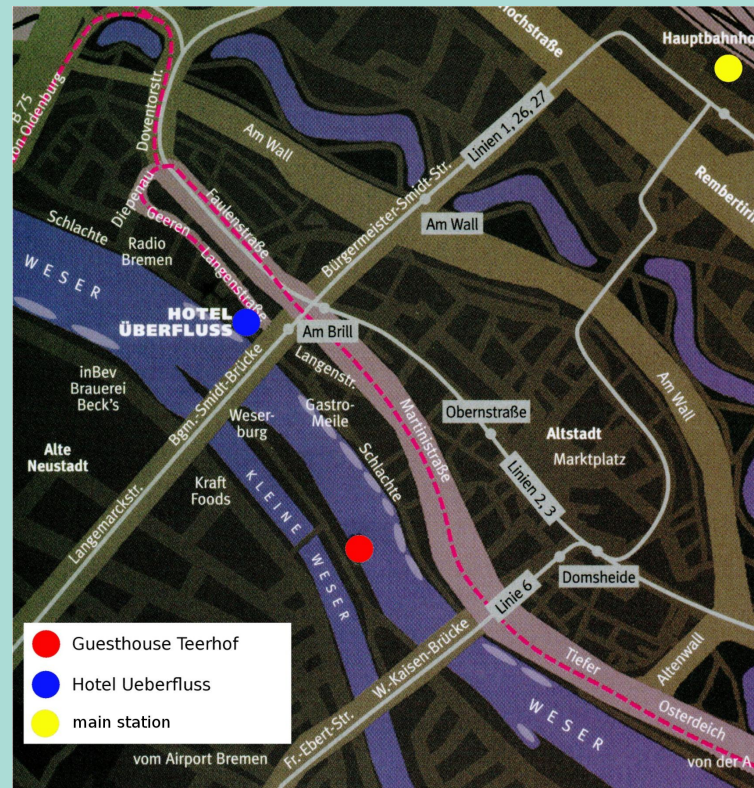 Hochstraße
Hauptbahnho
B 75
von Oldenburg
Doventorstr.
Am Wall
Linien 1, 26, 27
Rembertirin
Diepenau
Faulenstraße
Bürgermeister-Smidt-Str.
Am Wall
Schlachte
Geeren
Radio
Bremen
Langenstraße
WESER
HOTEL
ÜBERFLUSS
Am Brill
Langenstr.
Bgm.-Smidt-Brücke
inBev
Brauerei
Beck's
Weser-
burg
Gastro-
Meile
Martinistraße
Obernstraße
Am Wall
Altstadt
Marktplatz
Alte
Neustadt
Schlachte
Linien 2, 3
Kraft
Foods
Langemarckstr.
KLEINE WESER
Domsheide
Linie 6
W.-Kaisen-Brücke
Tiefer
Altenwall
Osterdeich
WESER
Fr.-Ebert-Str.
vom Airport Bremen
von der A
Guesthouse Teerhof
Hotel Ueberfluss
main station